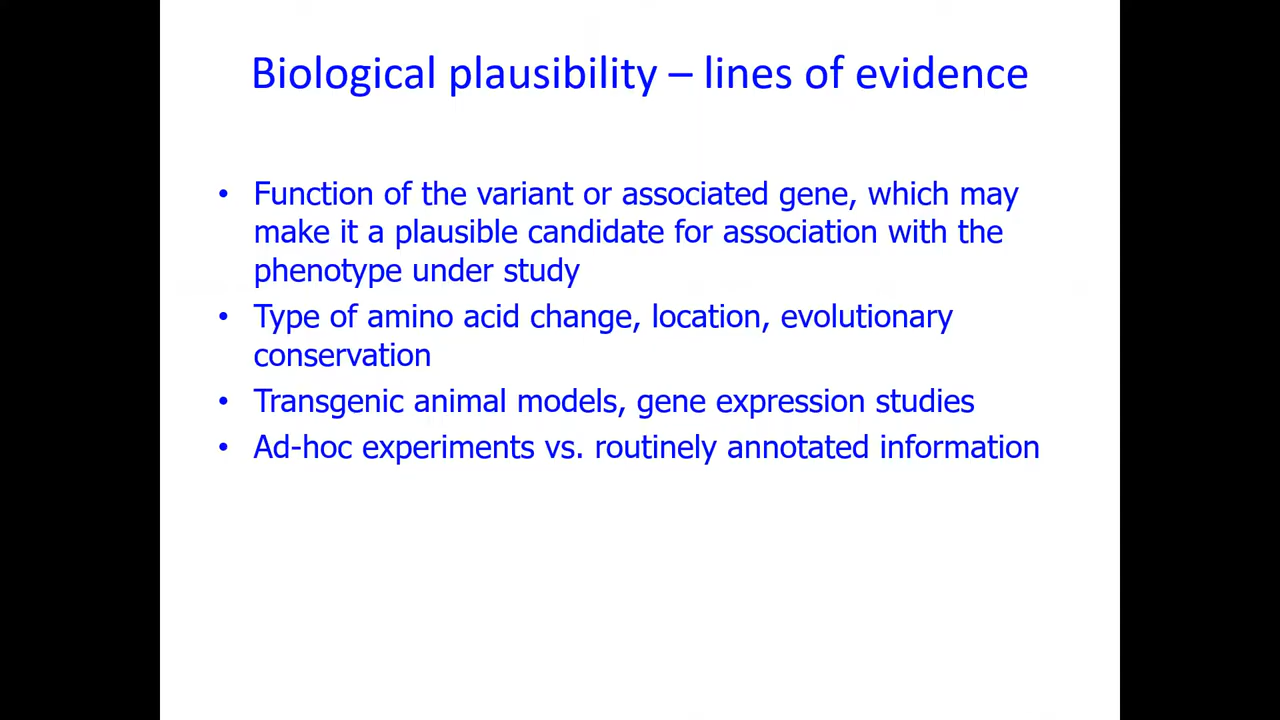 Biological plausibility – lines of evidence
• Function of the variant or associated gene, which may
make it a plausible candidate for association with the
phenotype under study
• Type of amino acid change, location, evolutionary
conservation
• Transgenic animal models, gene expression studies
• Ad-hoc experiments vs. routinely annotated information